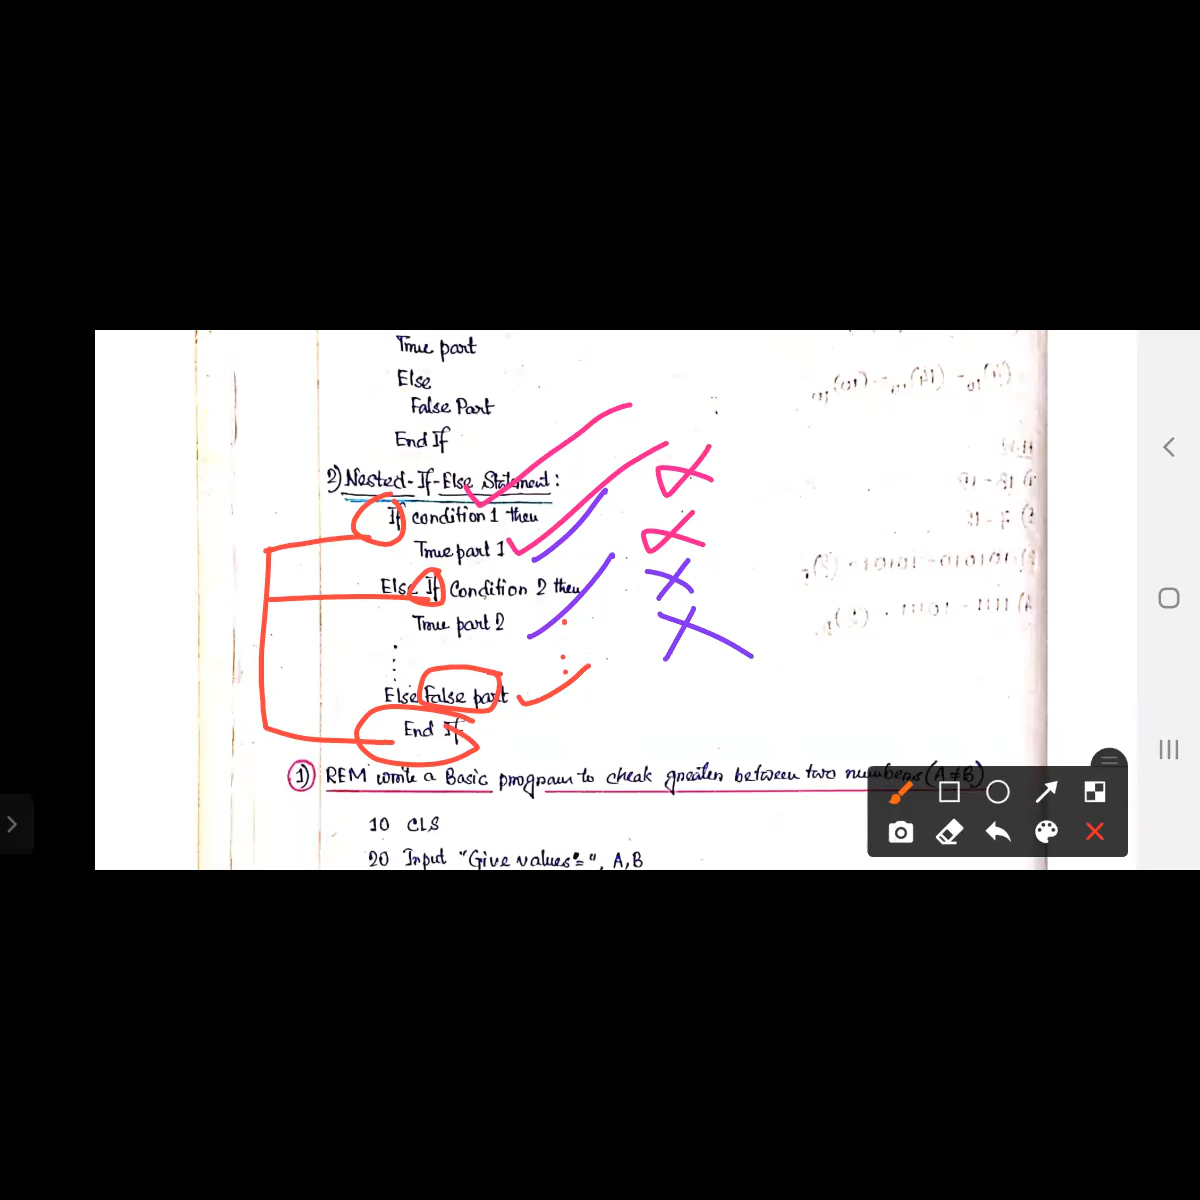 True part
Else
False Part
End If
2) Nested-If-Else Statement:
If condition 1 then
True part 1
Else If Condition 2 then
True part 2
Else False part
End If
1) REM write a Basic program to cheak greater between two numbers (A≠B)
10 CLS
20 Input "Give values=", A,B